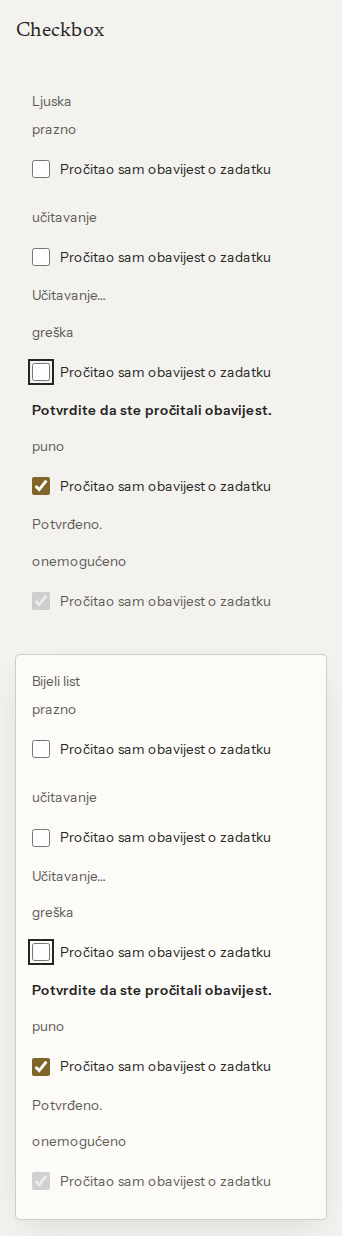 Checkbox
Ljuska
prazno
Pročitao sam obavijest o zadatku
učitavanje
Pročitao sam obavijest o zadatku
Učitavanje…
greška
Pročitao sam obavijest o zadatku
Potvrdite da ste pročitali obavijest.
puno
Pročitao sam obavijest o zadatku
Potvrđeno.
onemogućeno
Pročitao sam obavijest o zadatku
Bijeli list
prazno
Pročitao sam obavijest o zadatku
učitavanje
Pročitao sam obavijest o zadatku
Učitavanje…
greška
Pročitao sam obavijest o zadatku
Potvrdite da ste pročitali obavijest.
puno
Pročitao sam obavijest o zadatku
Potvrđeno.
onemogućeno
Pročitao sam obavijest o zadatku